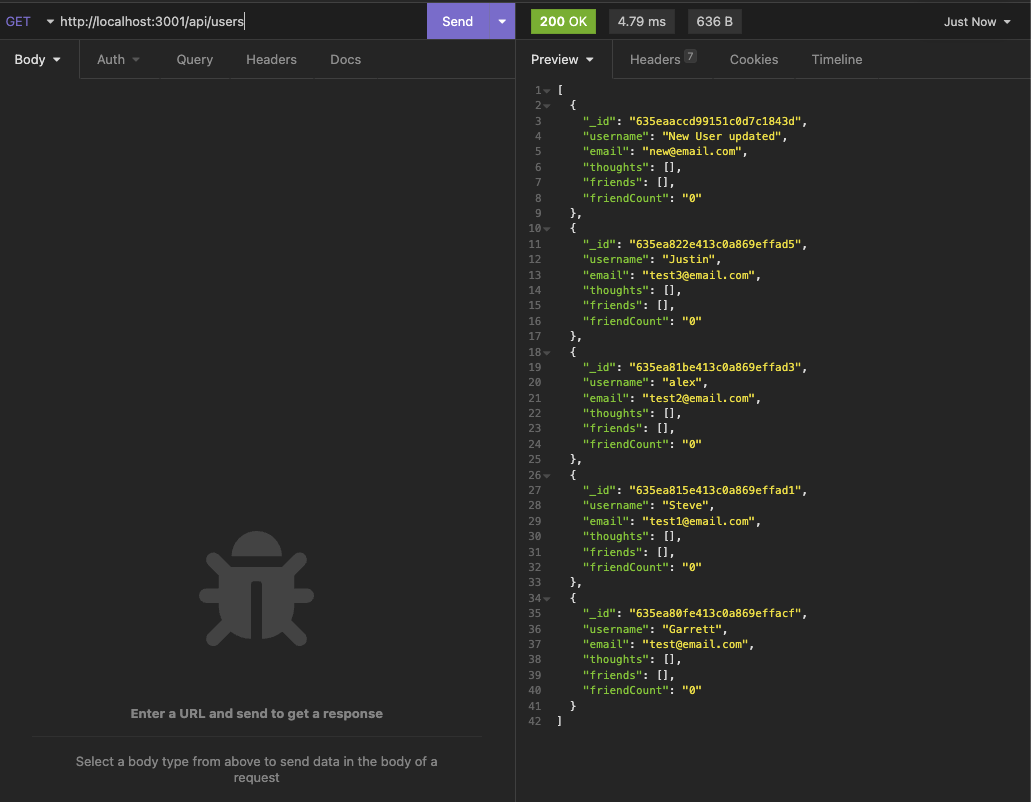 GET http://localhost:3001/api/users Send 200 OK 4.79 ms 636 B Just Now
Body Auth Query Headers Docs Preview Headers 7 Cookies Timeline
1 [
2 {
3 "_id": "635eaaccd99151c0d7c1843d",
4 "username": "New User updated",
5 "email": "new@email.com",
6 "thoughts": [],
7 "friends": [],
8 "friendCount": "0"
9 },
10 {
11 "_id": "635ea822e413c0a869effad5",
12 "username": "Justin",
13 "email": "test3@email.com",
14 "thoughts": [],
15 "friends": [],
16 "friendCount": "0"
17 },
18 {
19 "_id": "635ea81be413c0a869effad3",
20 "username": "alex",
21 "email": "test2@email.com",
22 "thoughts": [],
23 "friends": [],
24 "friendCount": "0"
25 },
26 {
27 "_id": "635ea815e413c0a869effad1",
28 "username": "Steve",
29 "email": "test1@email.com",
30 "thoughts": [],
31 "friends": [],
32 "friendCount": "0"
33 },
34 {
35 "_id": "635ea80fe413c0a869effacf",
36 "username": "Garrett",
37 "email": "test@email.com",
38 "thoughts": [],
39 "friends": [],
40 "friendCount": "0"
41 }
42 ]
Enter a URL and send to get a response
Select a body type from above to send data in the body of a
request